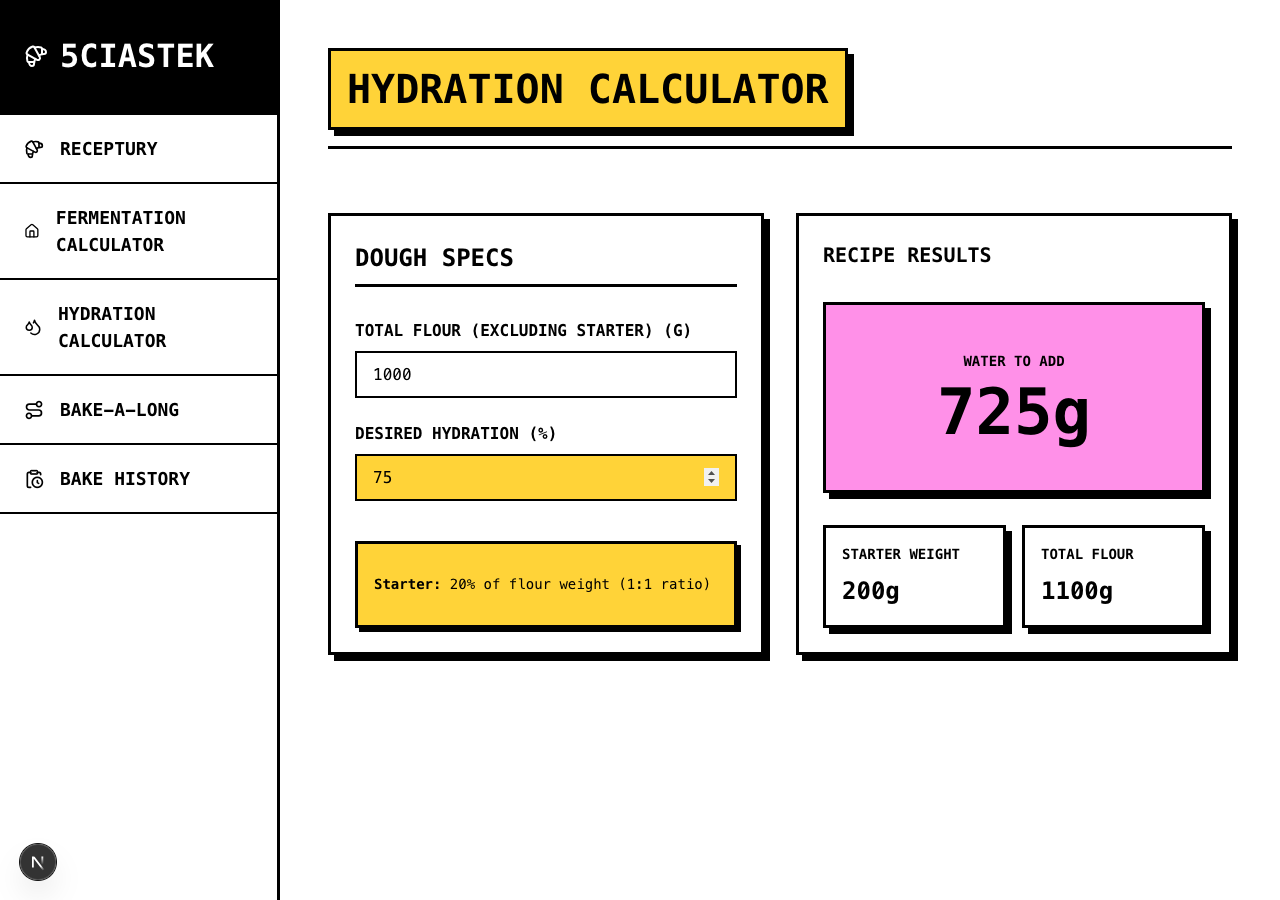 5CIASTEK
RECEPTURY
FERMENTATION
CALCULATOR
HYDRATION
CALCULATOR
BAKE-A-LONG
BAKE HISTORY
N
HYDRATION CALCULATOR
DOUGH SPECS
TOTAL FLOUR (EXCLUDING STARTER) (G)
1000
DESIRED HYDRATION (%)
75
Starter: 20% of flour weight (1:1 ratio)
RECIPE RESULTS
WATER TO ADD
725g
STARTER WEIGHT
200g
TOTAL FLOUR
1100g